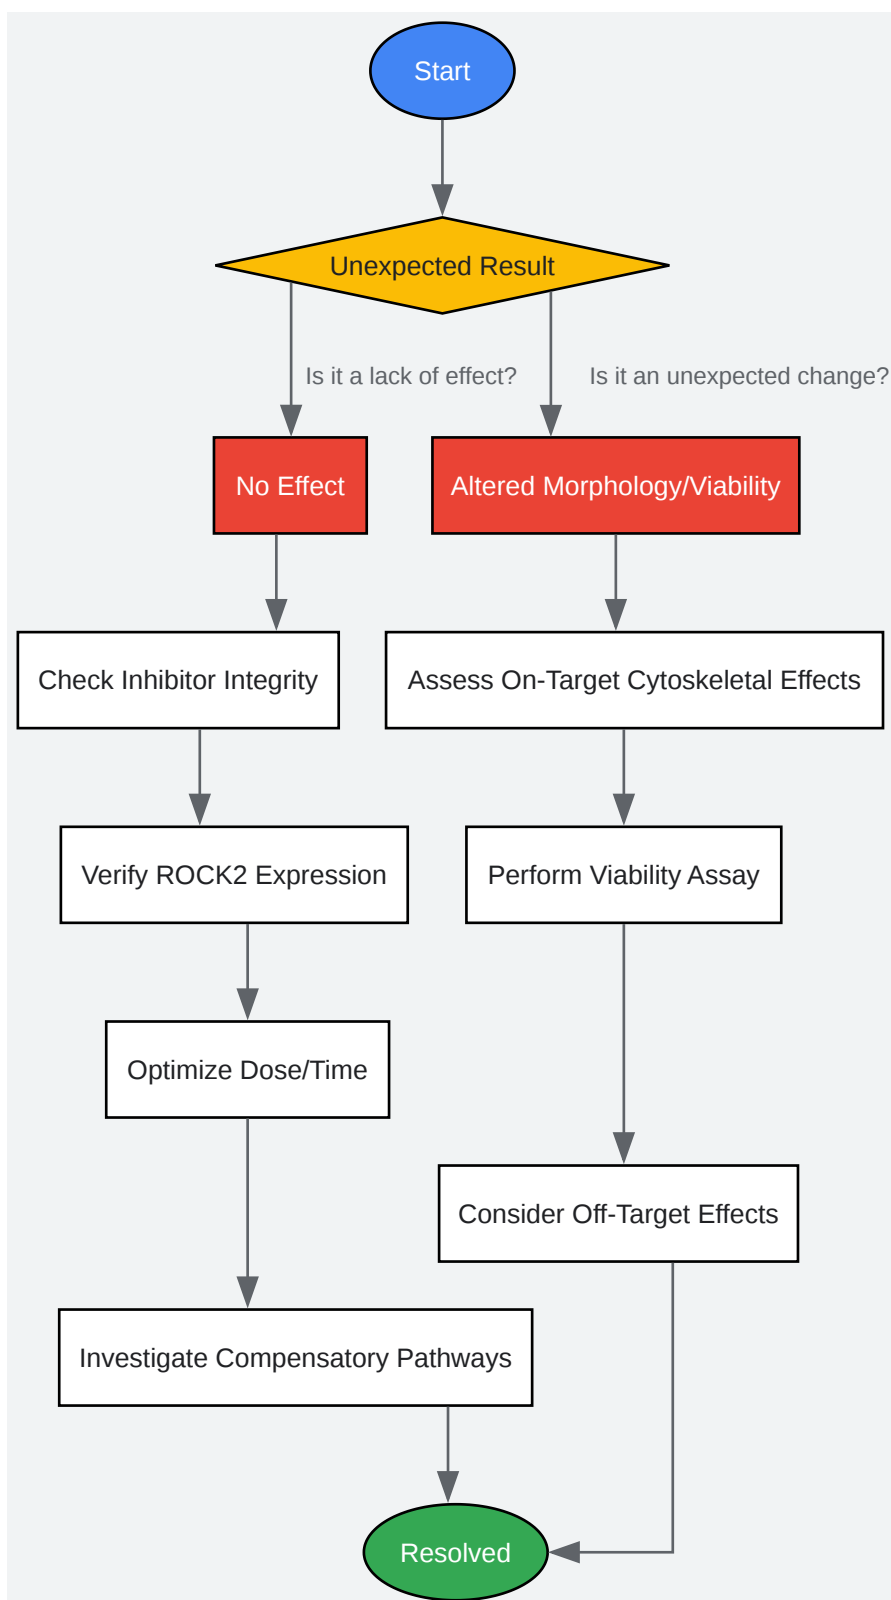 Start
Unexpected Result
Is it a lack of effect?
Is it an unexpected change?
No Effect
Altered Morphology/Viability
Check Inhibitor Integrity
Assess On-Target Cytoskeletal Effects
Verify ROCK2 Expression
Perform Viability Assay
Optimize Dose/Time
Consider Off-Target Effects
Investigate Compensatory Pathways
Resolved